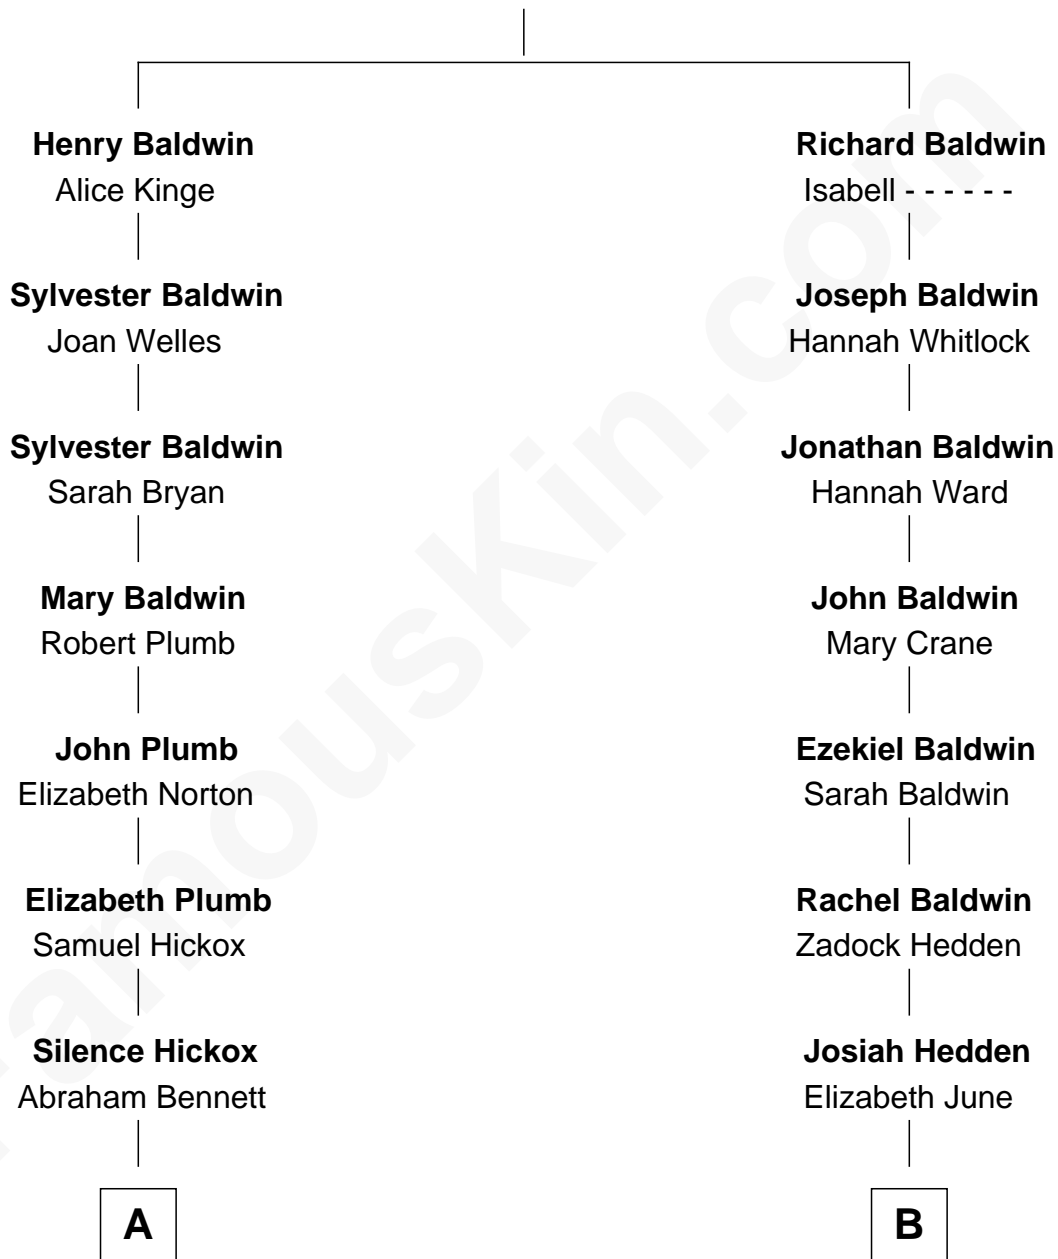 Henry Baldwin
Alice Kinge
Richard Baldwin
Isabell - - - - - -
Sylvester Baldwin
Joan Welles
Joseph Baldwin
Hannah Whitlock
Sylvester Baldwin
Sarah Bryan
Jonathan Baldwin
Hannah Ward
Mary Baldwin
Robert Plumb
John Baldwin
Mary Crane
John Plumb
Elizabeth Norton
Ezekiel Baldwin
Sarah Baldwin
Elizabeth Plumb
Samuel Hickox
Rachel Baldwin
Zadock Hedden
Silence Hickox
Abraham Bennett
Josiah Hedden
Elizabeth June
A
B
FamousKin.com